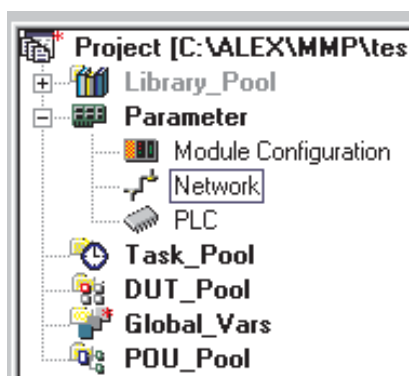 Project [C:\ALEX\MMP\tes
Library_Pool
Parameter
Module Configuration
Network
PLC
Task_Pool
DUT_Pool
Global_Vars
POU_Pool